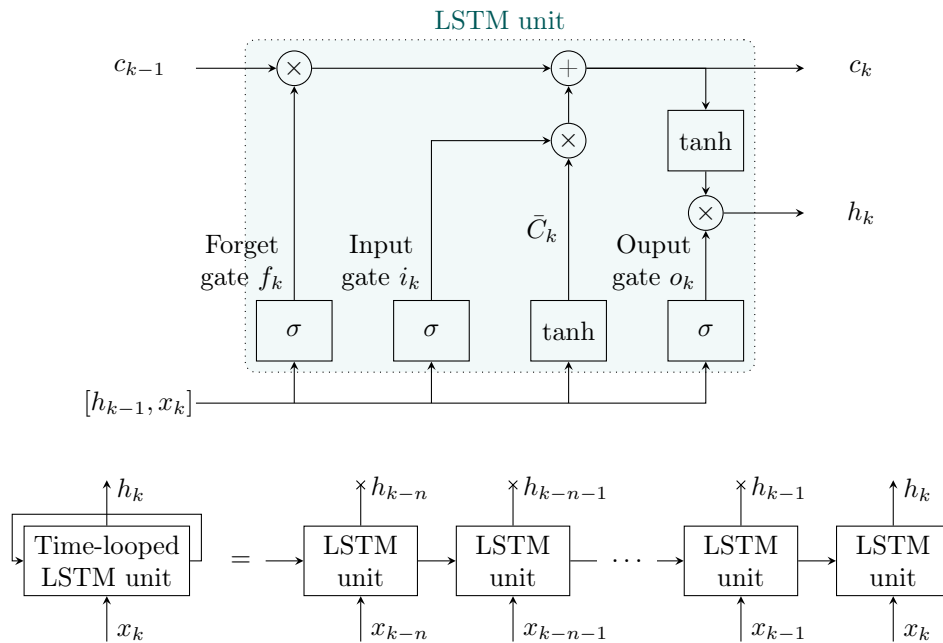 LSTM unit
c_{k−1} × + c_k
tanh
×
× h_k
C̄_k
Forget gate f_k
Input gate i_k
Ouput gate o_k
σ σ tanh σ
[h_{k−1}, x_k]
h_k
Time-looped
LSTM unit
x_k
=
h_{k−n}
LSTM
unit
x_{k−n}
h_{k−n−1}
LSTM
unit
x_{k−n−1}
···
h_{k−1}
LSTM
unit
x_{k−1}
h_k
LSTM
unit
x_k